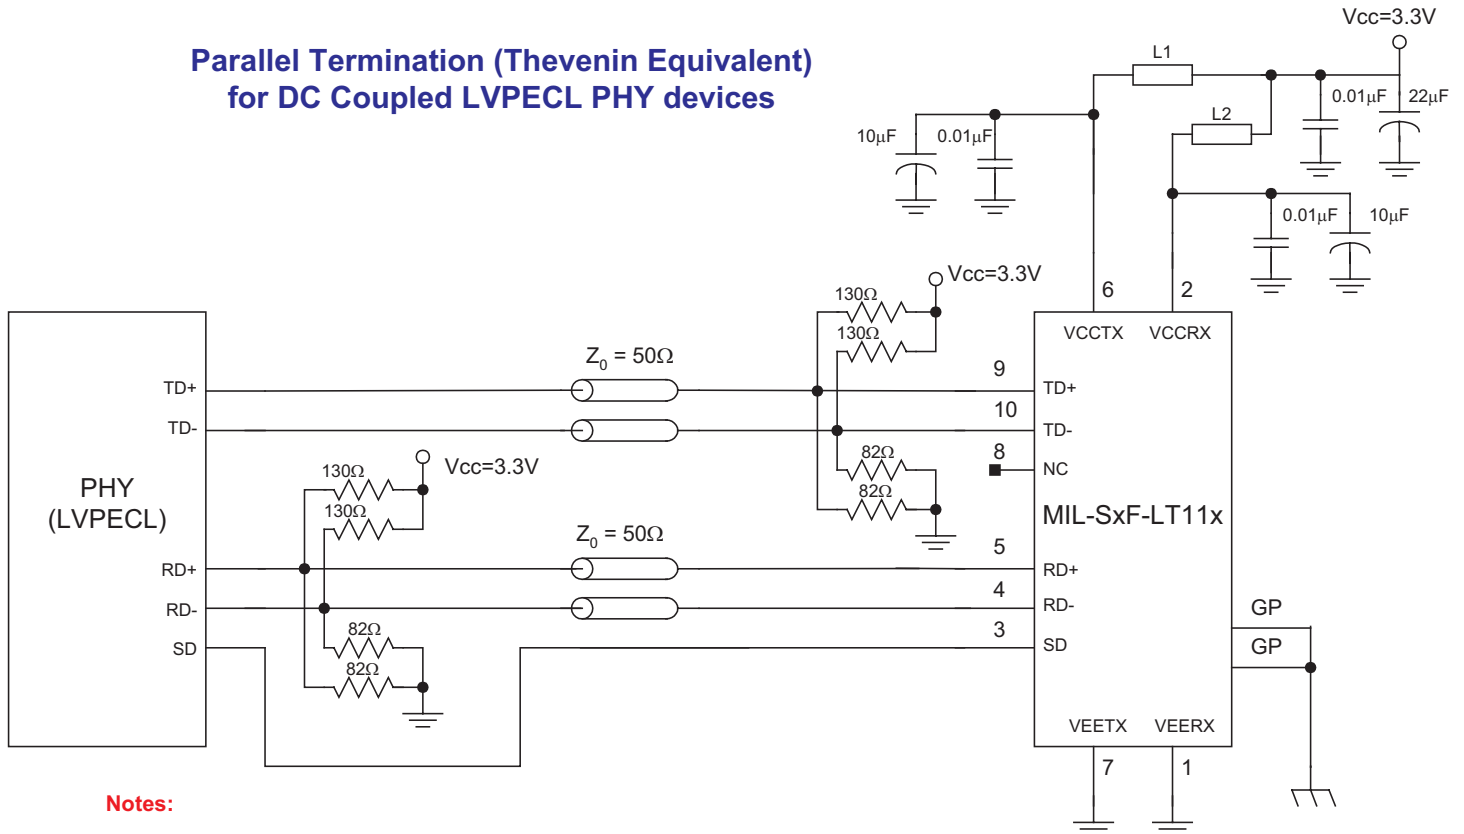 Parallel Termination (Thevenin Equivalent)
for DC Coupled LVPECL PHY devices
Vcc=3.3V
L1
0.01μF
22μF
L2
10μF
0.01μF
0.01μF
10μF
Vcc=3.3V
130Ω
130Ω
6
2
VCCTX
VCCRX
Z0 = 50Ω
TD+
9
TD+
TD-
10
TD-
82Ω
8
NC
82Ω
Vcc=3.3V
130Ω
130Ω
PHY
(LVPECL)
MIL-SxF-LT11x
Z0 = 50Ω
RD+
5
RD+
RD-
4
RD-
82Ω
SD
3
SD
82Ω
GP
GP
VEETX
VEERX
7
1
Notes: